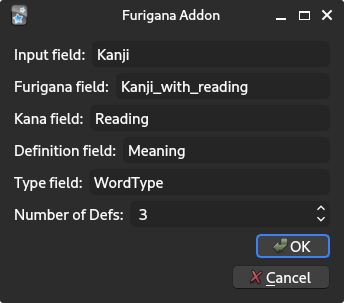 Furigana Addon
Input field: Kanji
Furigana field: Kanji_with_reading
Kana field: Reading
Definition field: Meaning
Type field: WordType
Number of Defs: 3
OK
Cancel